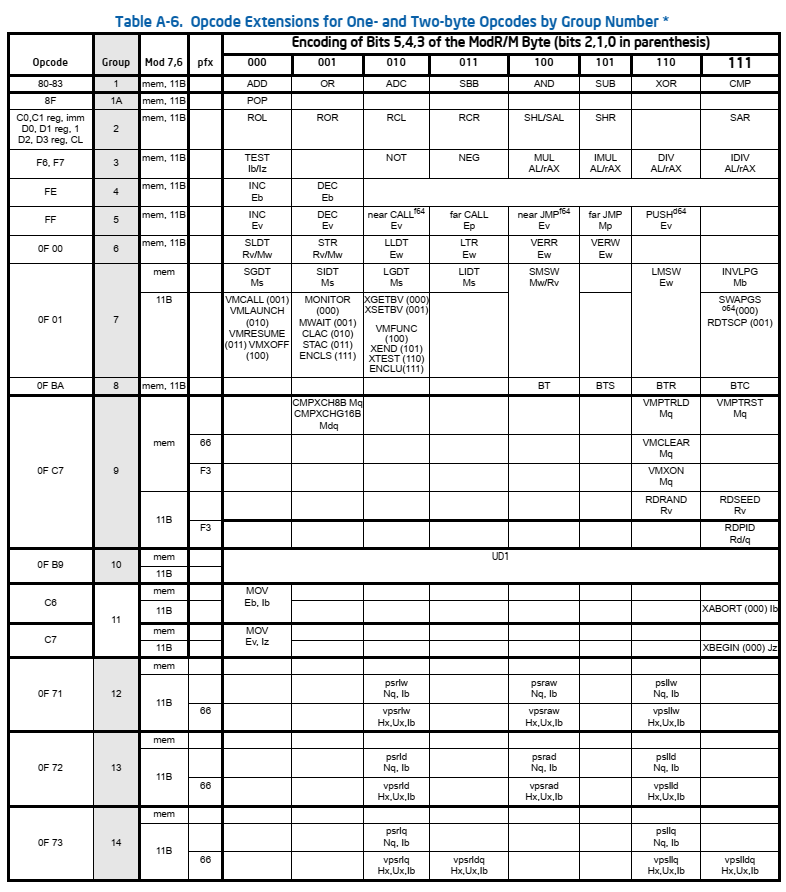 Table A-6. Opcode Extensions for One- and Two-byte Opcodes by Group Number *
Encoding of Bits 5,4,3 of the ModR/M Byte (bits 2,1,0 in parenthesis)
Opcode Group Mod 7,6 pfx 000 001 010 011 100 101 110 111
80-83 1 mem, 11B ADD OR ADC SBB AND SUB XOR CMP
8F 1A mem, 11B POP
C0,C1 reg, imm
D0, D1 reg, 1
D2, D3 reg, CL
2 mem, 11B ROL ROR RCL RCR SHL/SAL SHR SAR
F6, F7 3 mem, 11B TEST NOT NEG MUL IMUL DIV IDIV
Ib/Iz AL/rAX AL/rAX AL/rAX AL/rAX
FE 4 mem, 11B INC DEC
Eb Eb
FF 5 mem, 11B INC DEC near CALLf64 far CALL near JMPf64 far JMP PUSHd64
Ev Ev Ev Ep Ev Mp Ev
0F 00 6 mem, 11B SLDT STR LLDT LTR VERR VERW
Rv/Mw Rv/Mw Ew Ew Ew Ew
0F 01 7 mem SGDT SIDT LGDT LIDT SMSW LMSW INVLPG
Ms Ms Ms Ms Mw/Rv Ew Mb
11B
VMCALL (001)
VMLAUNCH
(010)
VMRESUME
(011) VMXOFF
(100)
MONITOR
(000)
MWAIT (001)
CLAC (010)
STAC (011)
ENCLS (111)
XGETBV (000)
XSETBV (001)
VMFUNC
(100)
XEND (101)
XTEST (110)
ENCLU(111)
SWAPGS
o64(000)
RDTSCP (001)
0F BA 8 mem, 11B BT BTS BTR BTC
0F C7 9 mem CMPXCH8B Mq VMPTRLD VMPTRST
CMPXCHG16B Mq Mq
Mdq
66 VMCLEAR
Mq
F3 VMXON
Mq
11B RDRAND RDSEED
Rv Rv
F3 RDPID
Rd/q
0F B9 10 mem UD1
11B
C6 11 mem MOV
Eb, Ib
11B XABORT (000) Ib
C7 mem MOV
Ev, Iz
11B XBEGIN (000) Jz
0F 71 12 mem
11B psrlw psraw psllw
Nq, Ib Nq, Ib Nq, Ib
66 vpsrlw vpsraw vpsllw
Hx,Ux,Ib Hx,Ux,Ib Hx,Ux,Ib
0F 72 13 mem
11B psrld psrad pslld
Nq, Ib Nq, Ib Nq, Ib
66 vpsrld vpsrad vpslld
Hx,Ux,Ib Hx,Ux,Ib Hx,Ux,Ib
0F 73 14 mem
11B psrlq psllq
Nq, Ib Nq, Ib
66 vpsrlq vpsrldq vpsllq vpslldq
Hx,Ux,Ib Hx,Ux,Ib Hx,Ux,Ib Hx,Ux,Ib